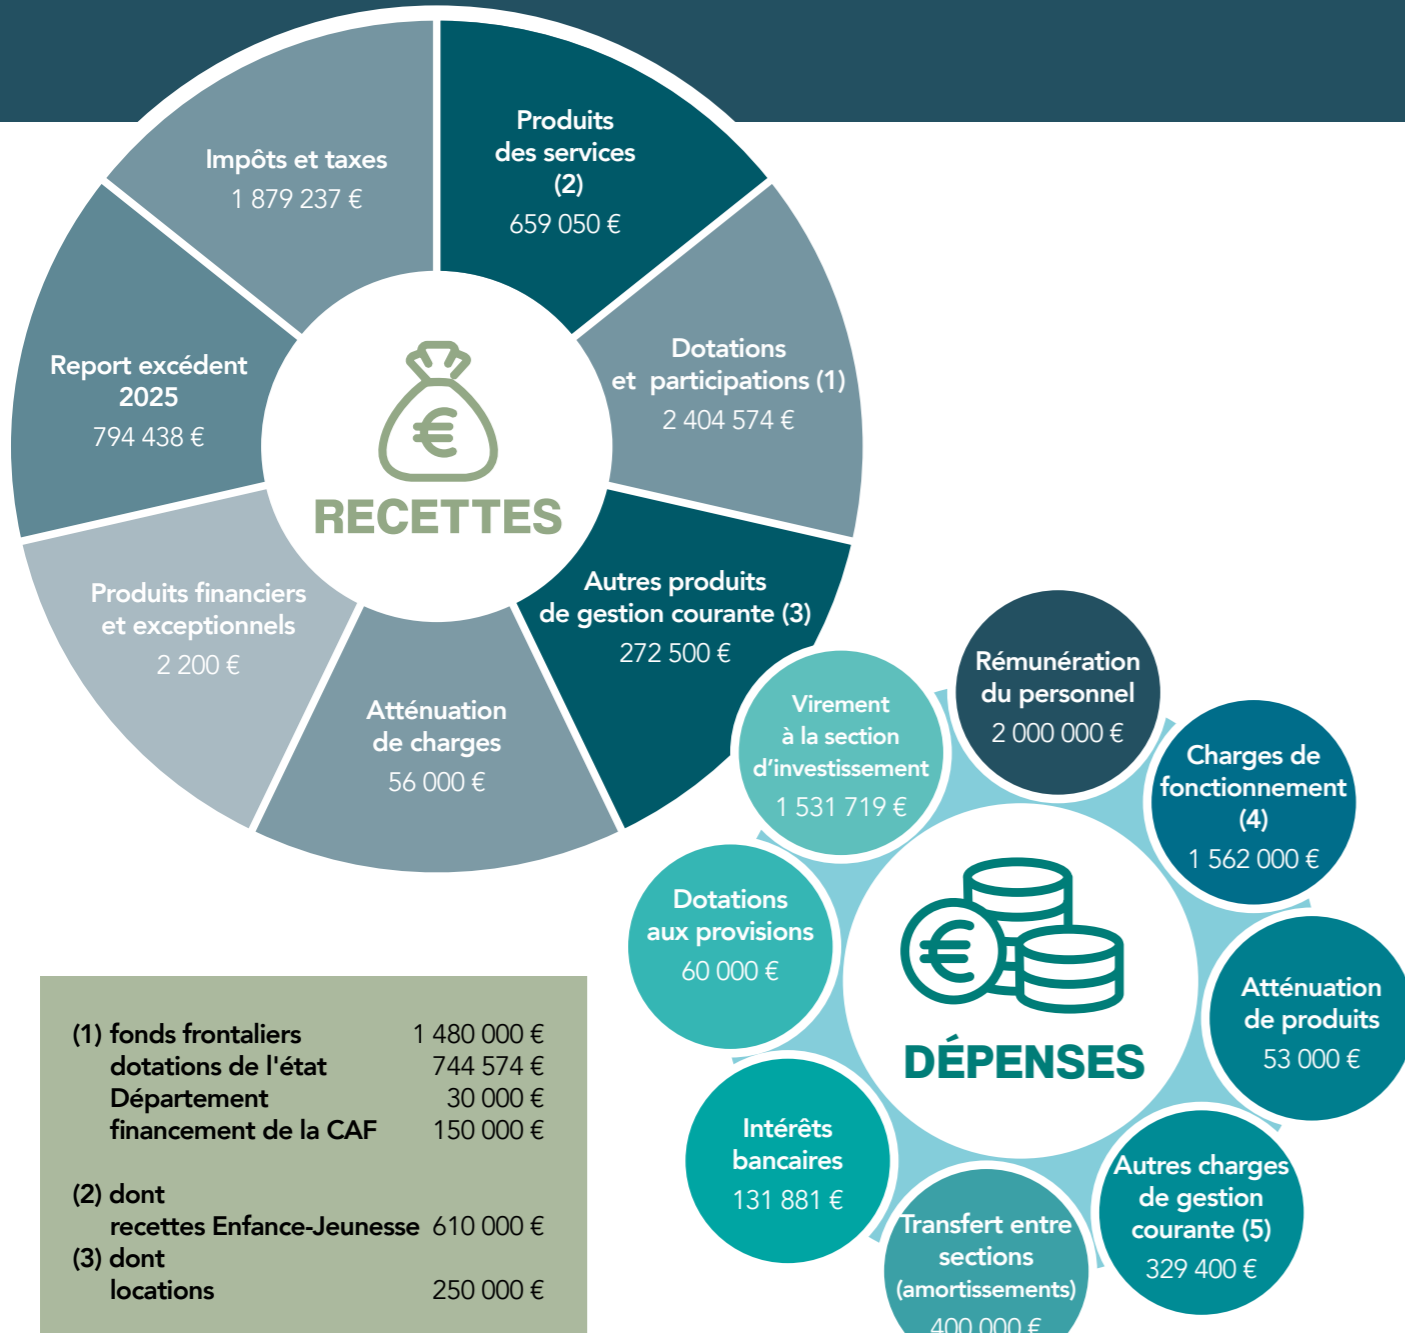 Impôts et taxes
1 879 237 €
Produits
des services
(2)
659 050 €
Dotations
et participations (1)
2 404 574 €
Autres produits
de gestion courante (3)
272 500 €
Atténuation
de charges
56 000 €
Produits financiers
et exceptionnels
2 200 €
Report excédent
2025
794 438 €
€
RECETTES
Rémunération
du personnel
2 000 000 €
Charges de
fonctionnement
(4)
1 562 000 €
Atténuation
de produits
53 000 €
Autres charges
de gestion
courante (5)
329 400 €
Transfert entre
sections
(amortissements)
400 000 €
Intérêts
bancaires
131 881 €
Dotations
aux provisions
60 000 €
Virement
à la section
d'investissement
1 531 719 €
€
DÉPENSES
(1) fonds frontaliers 1 480 000 €
dotations de l'état 744 574 €
Département 30 000 €
financement de la CAF 150 000 €
(2) dont
recettes Enfance-Jeunesse 610 000 €
(3) dont
locations 250 000 €